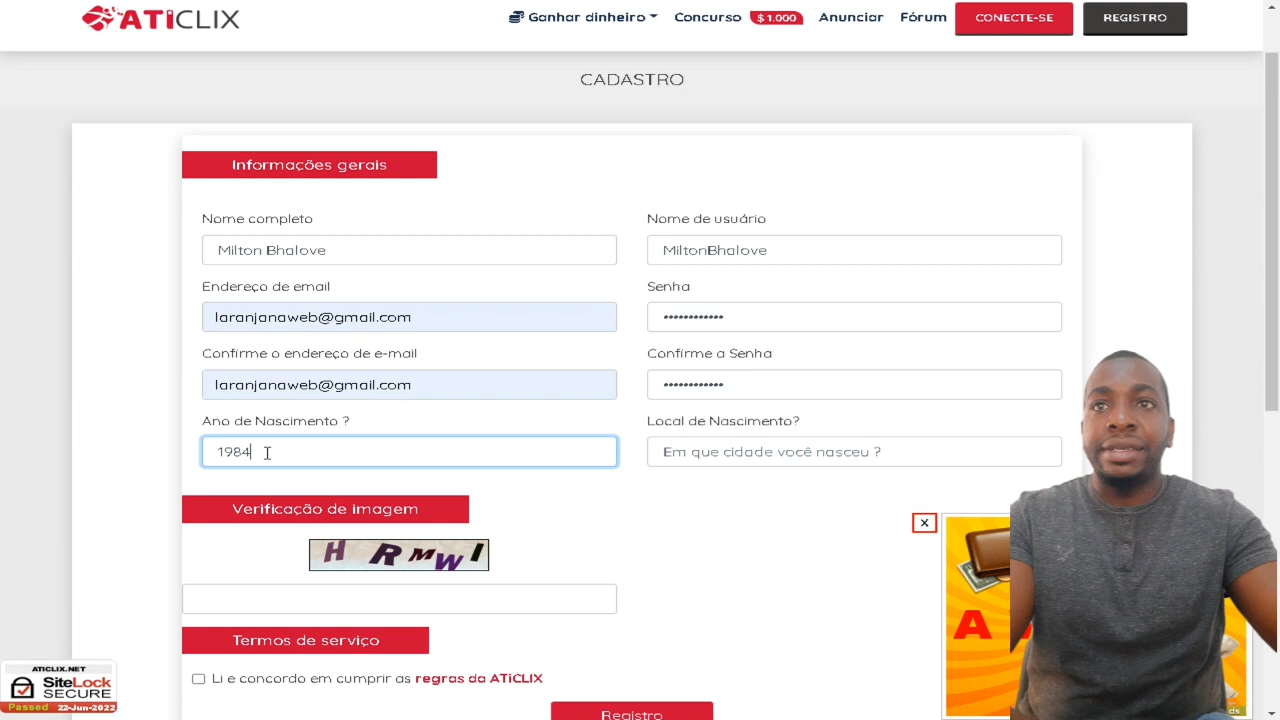 ATiCLIX
Ganhar dinheiro
Concurso $ 1.000
Anunciar
Fórum
CONECTE-SE
REGISTRO
CADASTRO
Informações gerais
Nome completo
Nome de usuário
Milton Bhalove
MiltonBhalove
Endereço de email
Senha
laranjanaweb@gmail.com
••••••••••••
Confirme o endereço de e-mail
Confirme a Senha
laranjanaweb@gmail.com
••••••••••••
Ano de Nascimento ?
Local de Nascimento?
1984
Em que cidade você nasceu ?
Verificação de imagem
H R M W I
X
A
Termos de serviço
Li e concordo em cumprir as regras da ATiCLIX
Registro
ATICLIX.NET
SiteLock
SECURE
Passed 22-Jun-2022
ds